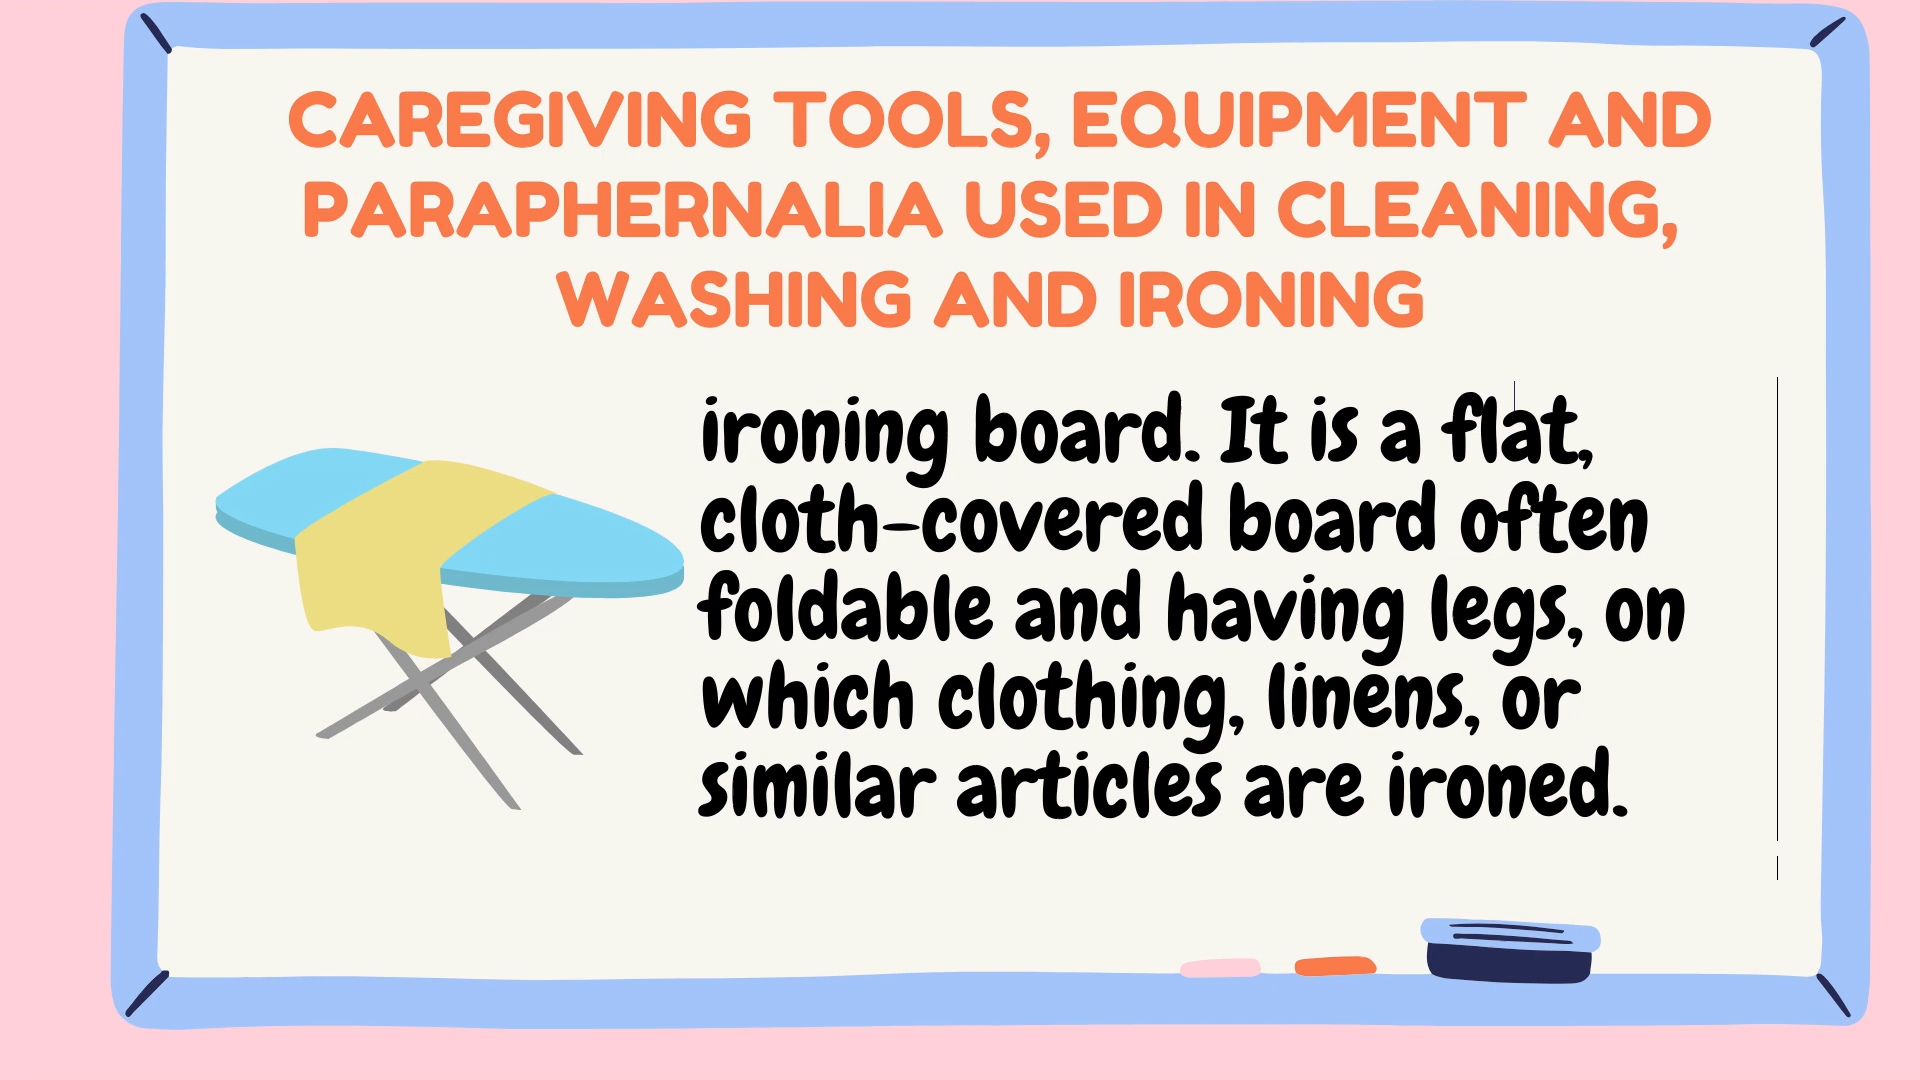 CAREGIVING TOOLS, EQUIPMENT AND
PARAPHERNALIA USED IN CLEANING,
WASHING AND IRONING
ironing board. It is a flat,
cloth-covered board often
foldable and having legs, on
which clothing, linens, or
similar articles are ironed.